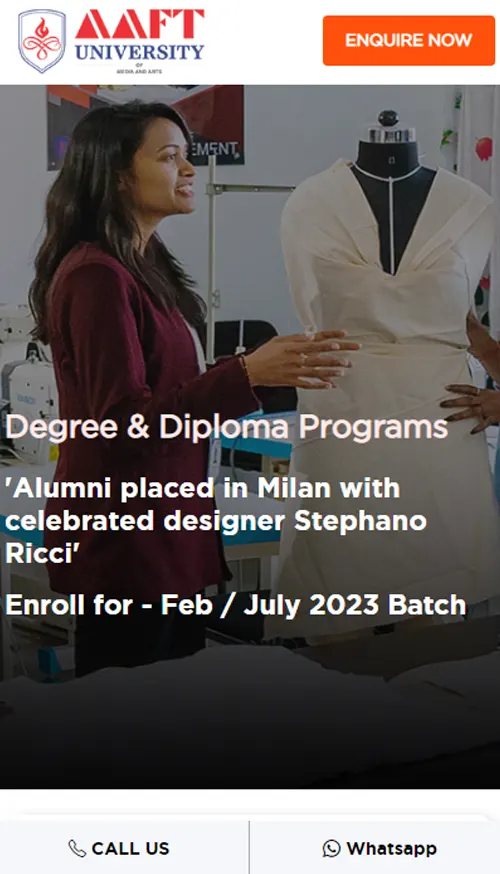 AAFT
UNIVERSITY
OF
MEDIA AND ARTS
ENQUIRE NOW
EMENT
Degree & Diploma Programs
'Alumni placed in Milan with
celebrated designer Stephano
Ricci'
Enroll for - Feb / July 2023 Batch
CALL US
Whatsapp